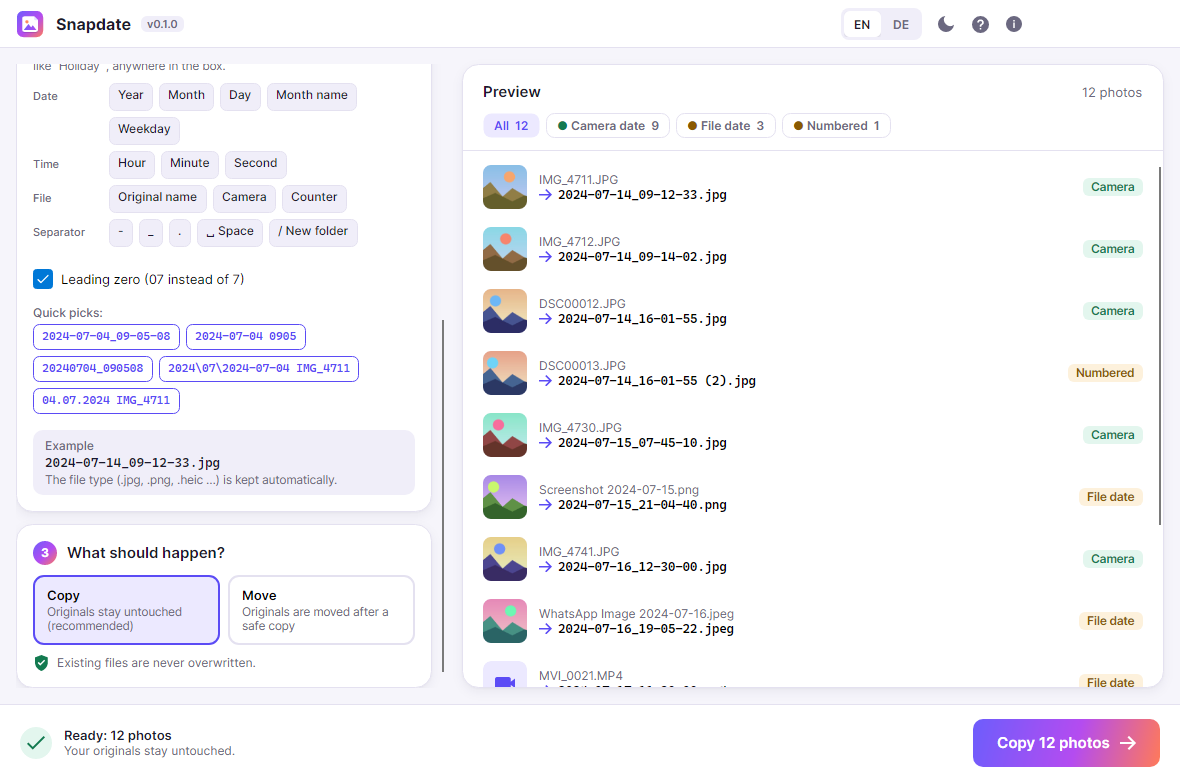 Snapdate v0.1.0
EN DE
like "Holiday", anywhere in the box.
Date Year Month Day Month name
Weekday
Time Hour Minute Second
File Original name Camera Counter
Separator - _ . ␣ Space / New folder
Leading zero (07 instead of 7)
Quick picks:
2024-07-04_09-05-08 2024-07-04 0905
20240704_090508 2024\07\2024-07-04 IMG_4711
04.07.2024 IMG_4711
Example
2024-07-14_09-12-33.jpg
The file type (.jpg, .png, .heic ...) is kept automatically.
3 What should happen?
Copy
Originals stay untouched
(recommended)
Move
Originals are moved after a
safe copy
Existing files are never overwritten.
Preview 12 photos
All 12 Camera date 9 File date 3 Numbered 1
IMG_4711.JPG
→ 2024-07-14_09-12-33.jpg Camera
IMG_4712.JPG
→ 2024-07-14_09-14-02.jpg Camera
DSC00012.JPG
→ 2024-07-14_16-01-55.jpg Camera
DSC00013.JPG
→ 2024-07-14_16-01-55 (2).jpg Numbered
IMG_4730.JPG
→ 2024-07-15_07-45-10.jpg Camera
Screenshot 2024-07-15.png
→ 2024-07-15_21-04-40.png File date
IMG_4741.JPG
→ 2024-07-16_12-30-00.jpg Camera
WhatsApp Image 2024-07-16.jpeg
→ 2024-07-16_19-05-22.jpeg File date
MVI_0021.MP4
File date
Ready: 12 photos
Your originals stay untouched.
Copy 12 photos →